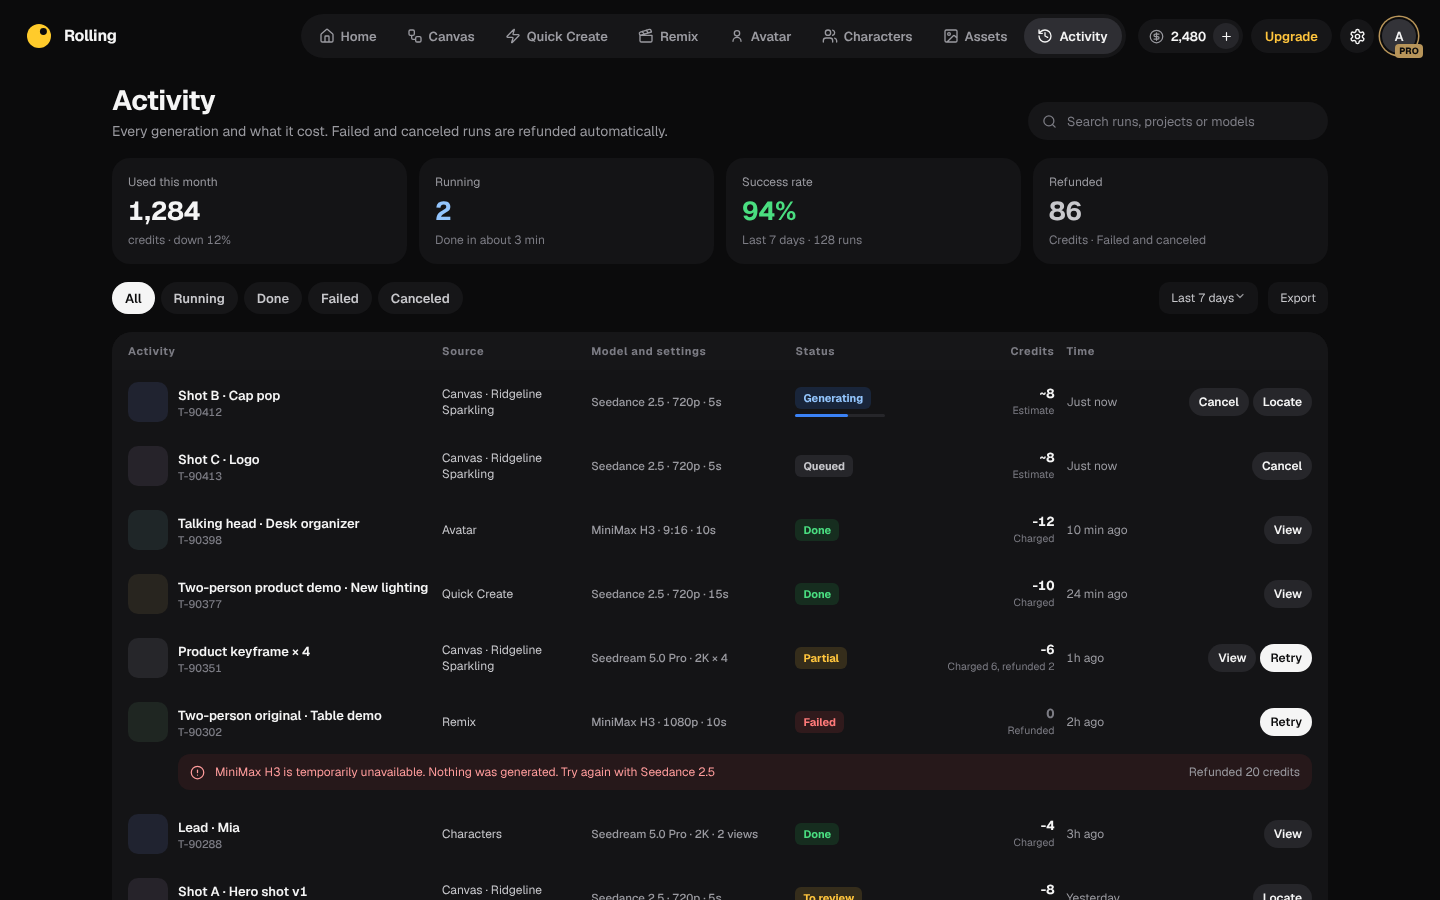 Rolling
Home
Canvas
Quick Create
Remix
Avatar
Characters
Assets
Activity
2,480
Upgrade
A
PRO
Activity
Every generation and what it cost. Failed and canceled runs are refunded automatically.
Search runs, projects or models
Used this month
1,284
credits · down 12%
Running
2
Done in about 3 min
Success rate
94%
Last 7 days · 128 runs
Refunded
86
Credits · Failed and canceled
All
Running
Done
Failed
Canceled
Last 7 days
Export
Activity
Source
Model and settings
Status
Credits
Time
Shot B · Cap pop
T-90412
Canvas · Ridgeline
Sparkling
Seedance 2.5 · 720p · 5s
Generating
~8
Estimate
Just now
Cancel
Locate
Shot C · Logo
T-90413
Canvas · Ridgeline
Sparkling
Seedance 2.5 · 720p · 5s
Queued
~8
Estimate
Just now
Cancel
Talking head · Desk organizer
T-90398
Avatar
MiniMax H3 · 9:16 · 10s
Done
-12
Charged
10 min ago
View
Two-person product demo · New lighting
T-90377
Quick Create
Seedance 2.5 · 720p · 15s
Done
-10
Charged
24 min ago
View
Product keyframe × 4
T-90351
Canvas · Ridgeline
Sparkling
Seedream 5.0 Pro · 2K × 4
Partial
-6
Charged 6, refunded 2
1h ago
View
Retry
Two-person original · Table demo
T-90302
Remix
MiniMax H3 · 1080p · 10s
Failed
0
Refunded
2h ago
Retry
MiniMax H3 is temporarily unavailable. Nothing was generated. Try again with Seedance 2.5
Refunded 20 credits
Lead · Mia
T-90288
Characters
Seedream 5.0 Pro · 2K · 2 views
Done
-4
Charged
3h ago
View
Shot A · Hero shot v1
Canvas · Ridgeline
Seedance 2.5 · 720p · 5s
To review
-8
Yesterday
Locate